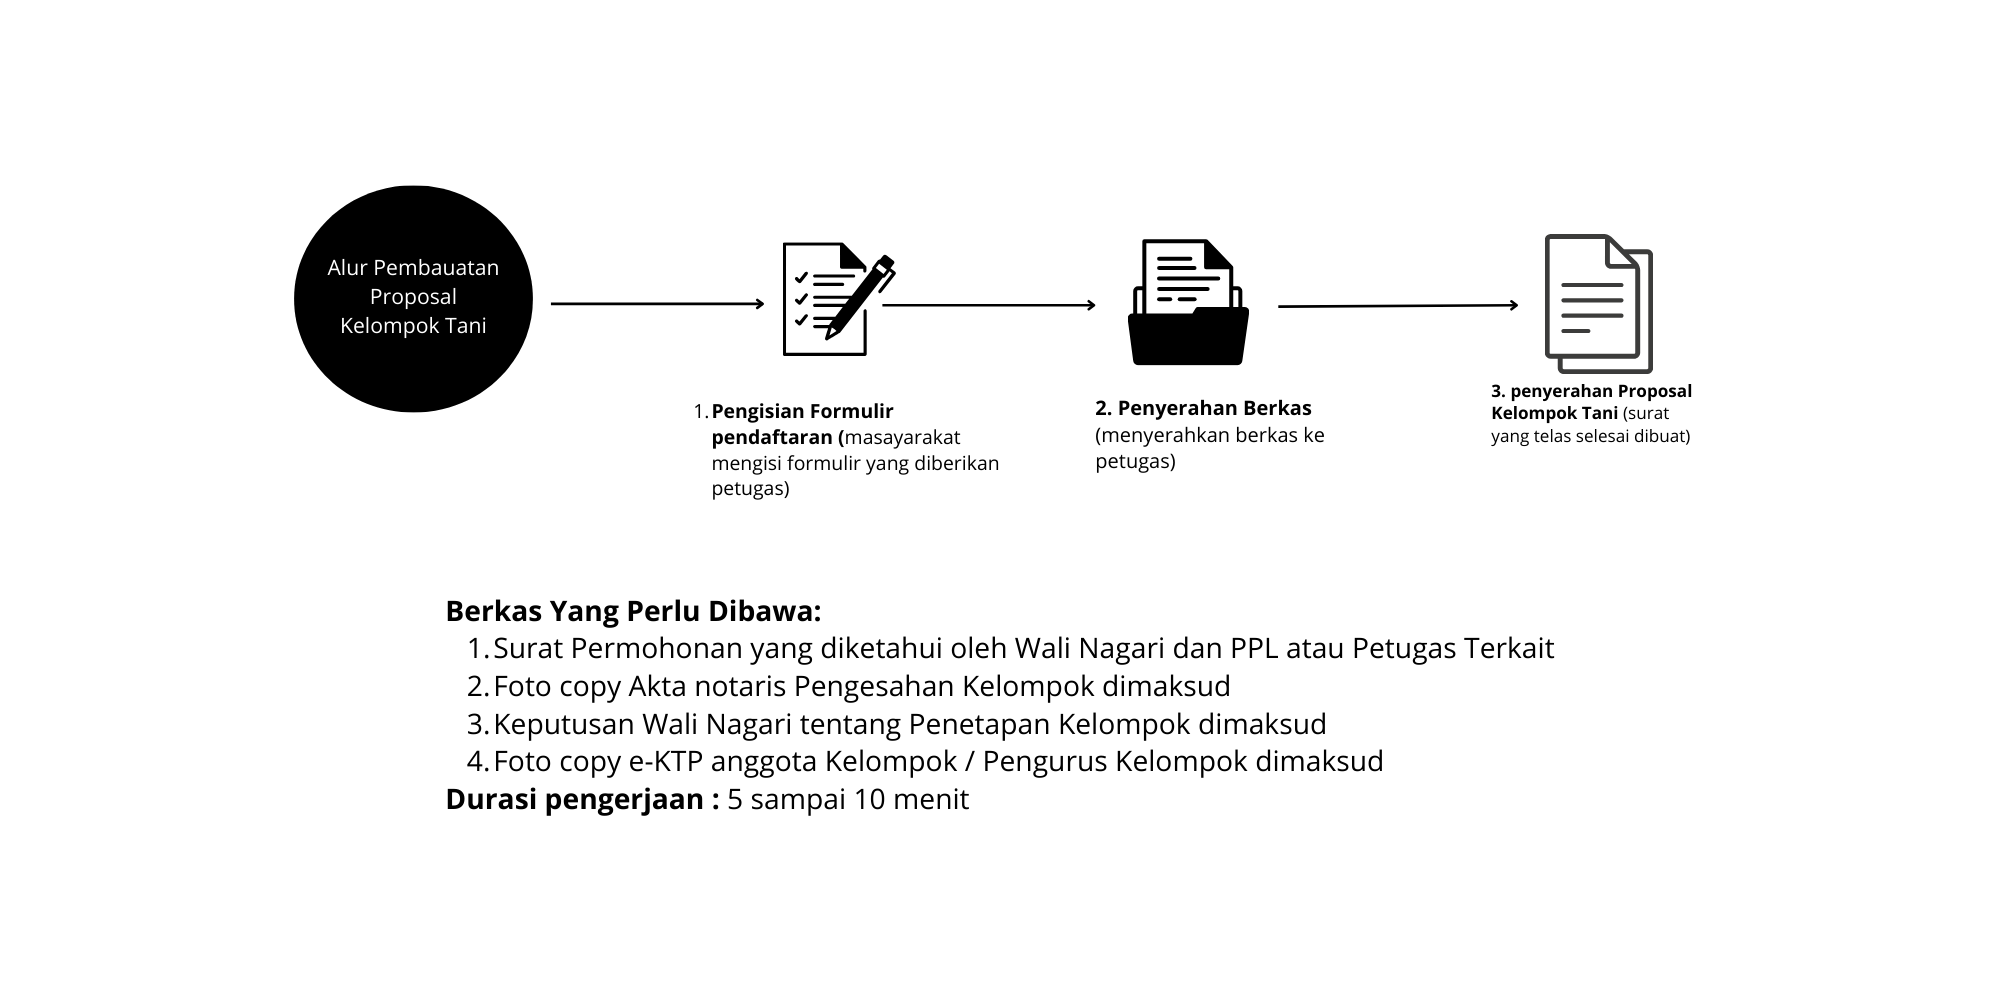 Alur Pembauatan
Proposal
Kelompok Tani
1. Pengisian Formulir
pendaftaran (masayarakat
mengisi formulir yang diberikan
petugas)
2. Penyerahan Berkas
(menyerahkan berkas ke
petugas)
3. penyerahan Proposal
Kelompok Tani (surat
yang telas selesai dibuat)
Berkas Yang Perlu Dibawa:
1. Surat Permohonan yang diketahui oleh Wali Nagari dan PPL atau Petugas Terkait
2. Foto copy Akta notaris Pengesahan Kelompok dimaksud
3. Keputusan Wali Nagari tentang Penetapan Kelompok dimaksud
4. Foto copy e-KTP anggota Kelompok / Pengurus Kelompok dimaksud
Durasi pengerjaan : 5 sampai 10 menit